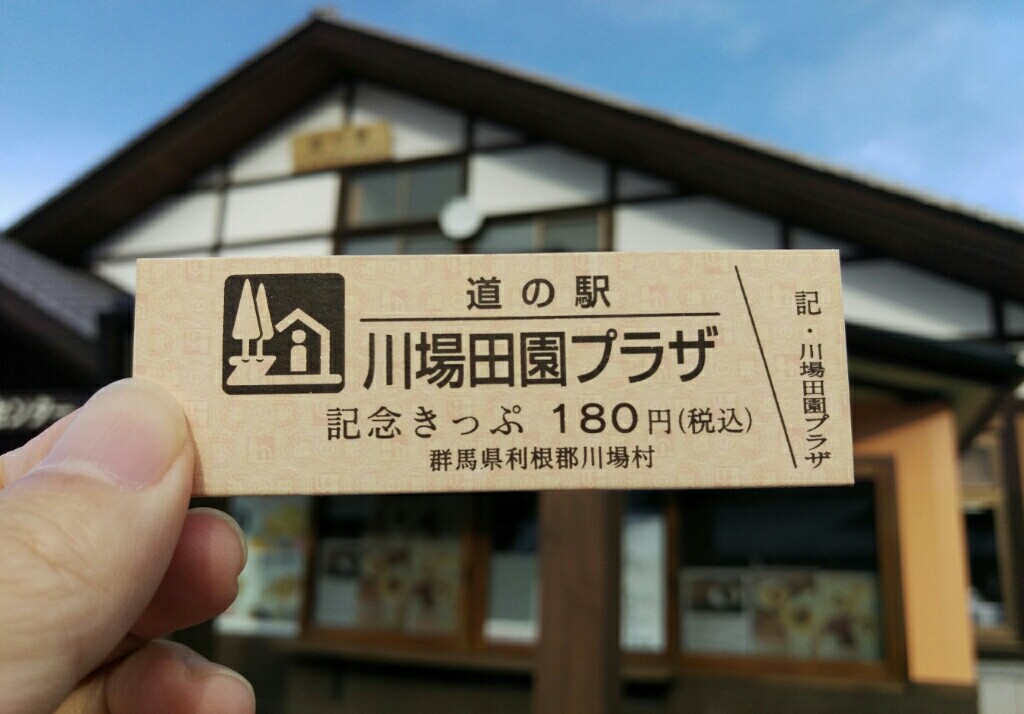 道の駅
川場田園プラザ
記念きっぷ 180円(税込)
群馬県利根郡川場村
記・川場田園プラザ